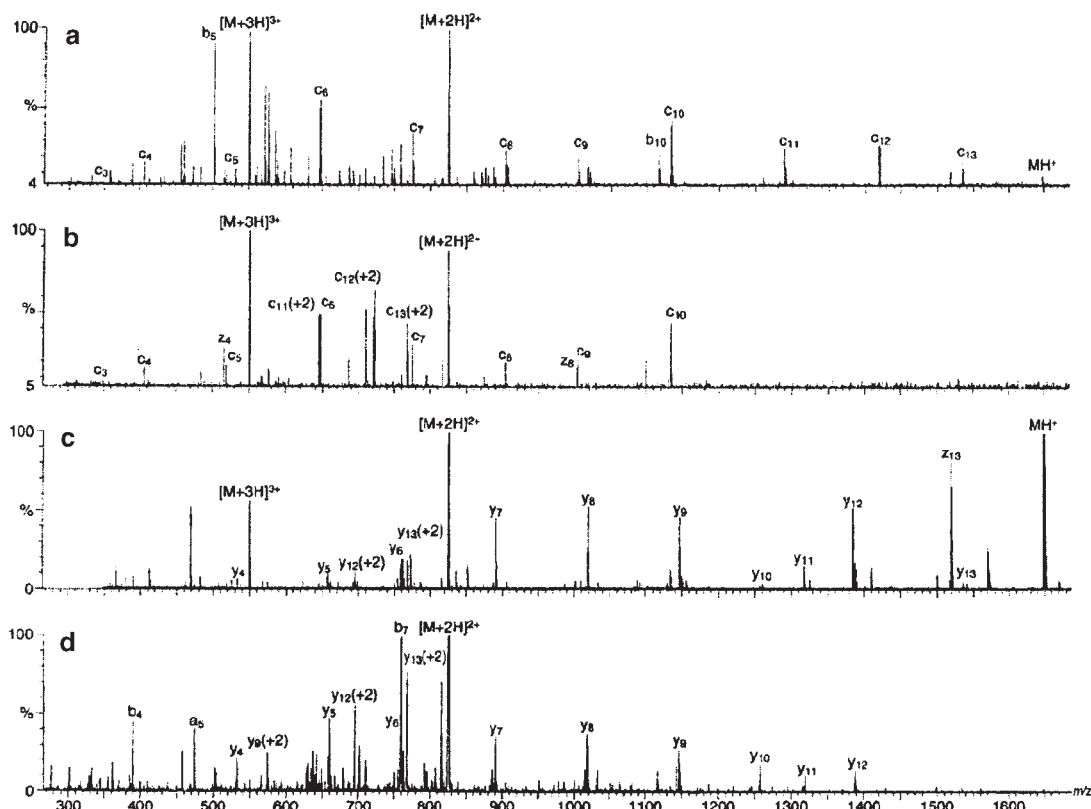 a
100
%
4
[M+3H]3+
[M+2H]2+
b5
c6
c7
c3
c4
c5
c8
c9
b10
c10
c11
c12
c13
MH+
b
100
%
5
[M+3H]3+
[M+2H]2-
c12(+2)
c11(+2) c6
c13(+2)
z4
c5
c7
c3
c4
c8
z8
c9
c10
c
100
%
0
[M+2H]2+
MH+
z13
[M+3H]3+
y7
y8
y9
y12
y13(+2)
y6
y12(+2)
y4
y5
y10
y11
y13
d
100
%
0
b7 [M+2H]2+
y13(+2)
y12(+2)
b4
a5
y5
y6
y4
y9(+2)
y7
y8
y9
y10
y11
y12
300 400 500 600 700 800 900 1000 1100 1200 1300 1400 1500 1600 m/z